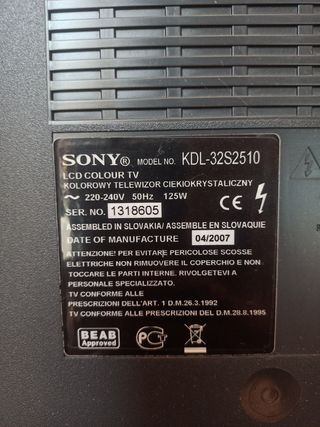 SONY® MODEL NO. KDL-32S2510
LCD COLOUR TV
KOLOROWY TELEWIZOR CIEKŁOKRYSTALICZNY
~ 220-240V 50Hz 125W
SER. NO. 1318605
CE
ASSEMBLED IN SLOVAKIA/ ASSEMBLE EN SLOVAQUIE
DATE OF MANUFACTURE 04/2007
ATTENZIONE! PER EVITARE PERICOLOSE SCOSSE
ELETTRICHE NON RIMUOVERE IL COPERCHIO E NON
TOCCARE LE PARTI INTERNE. RIVOLGETEVI A
PERSONALE SPECIALIZZATO.
TV CONFORME ALLE
PRESCRIZIONI DELL'ART. 1 D.M.26.3.1992
TV CONFORME ALLE PRESCRIZIONI DEL D.M.28.8.1995
BEAB
Approved